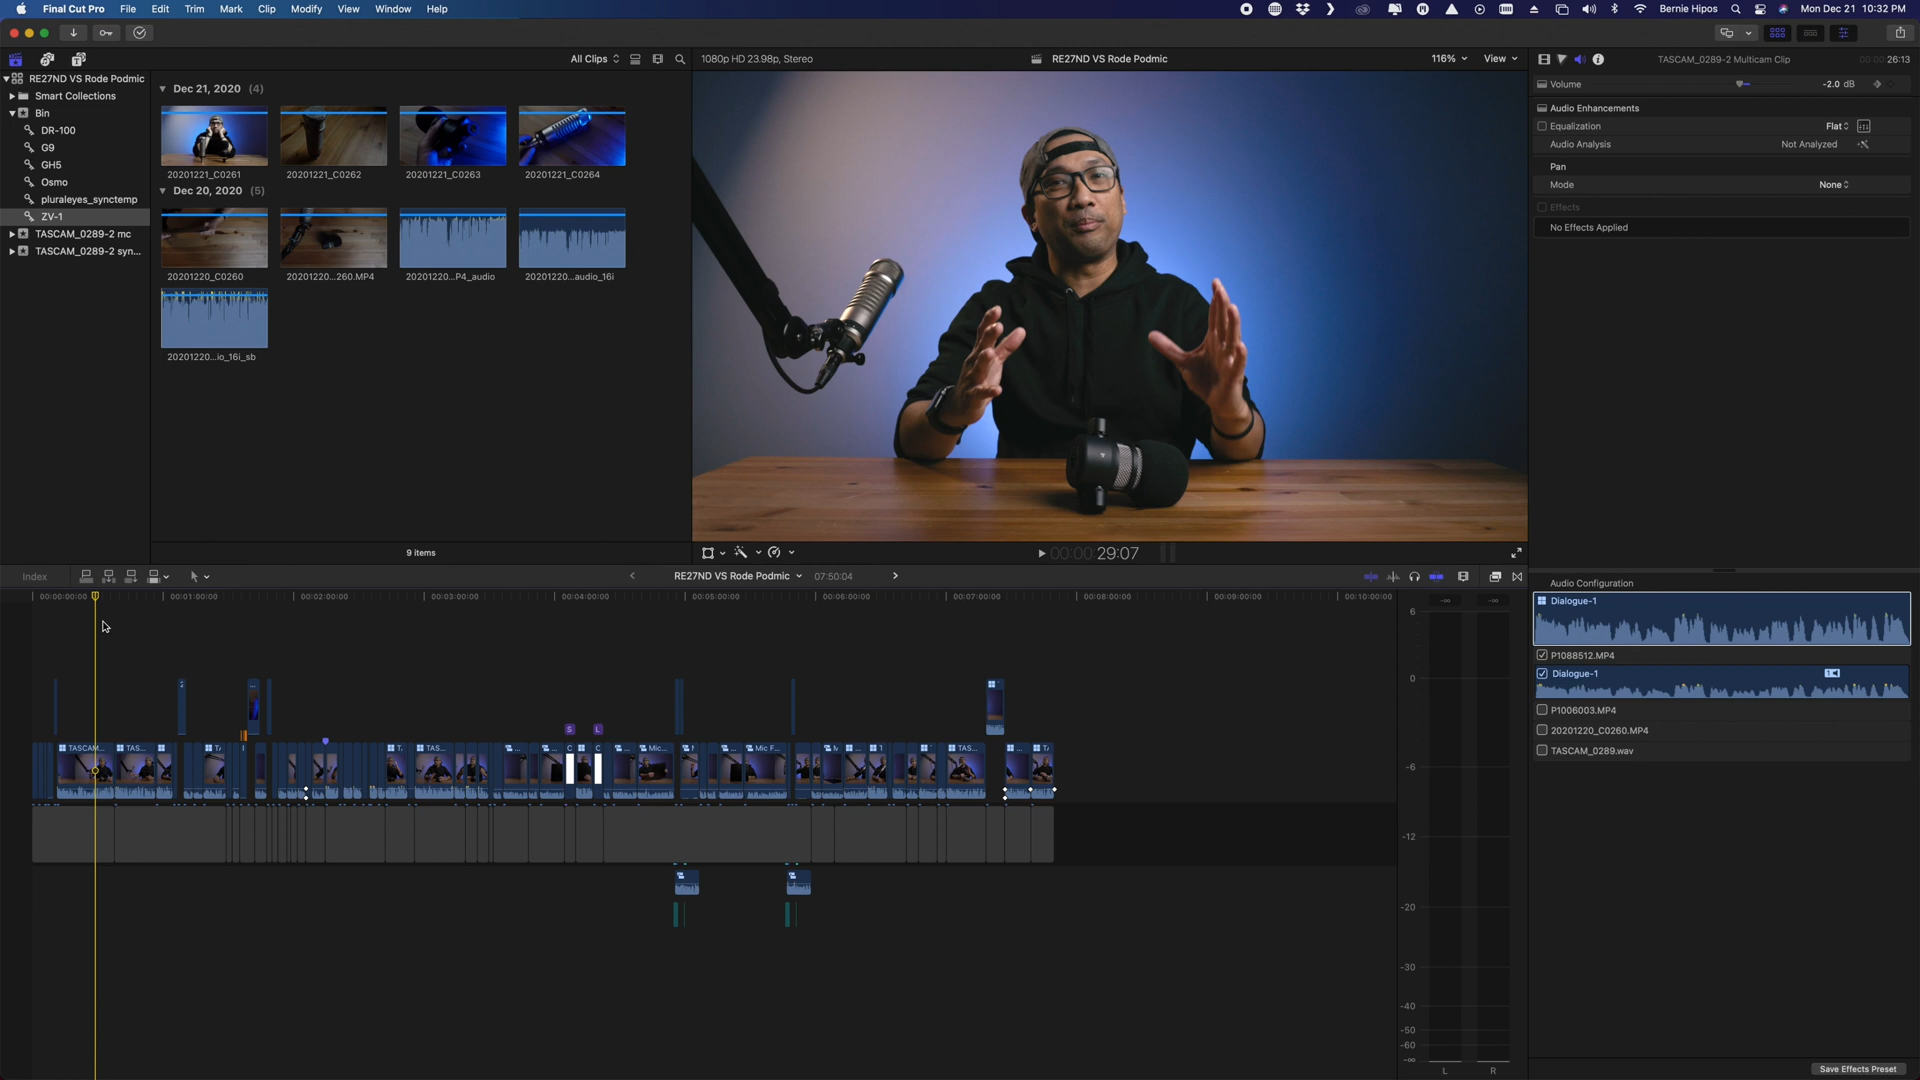 Final Cut Pro File Edit Trim Mark Clip Modify View Window Help
Bernie Hipos Mon Dec 21 10:32 PM
All Clips
1080p HD 23.98p, Stereo
RE27ND VS Rode Podmic
116% View
TASCAM_0289-2 Multicam Clip
26:13
RE27ND VS Rode Podmic
Smart Collections
Bin
DR-100
G9
GH5
Osmo
pluraleyes_synctemp
ZV-1
TASCAM_0289-2 mc
TASCAM_0289-2 syn...
Dec 21, 2020 (4)
20201221_C0261 20201221_C0262 20201221_C0263 20201221_C0264
Dec 20, 2020 (5)
20201220_C0260 20201220...260.MP4 20201220...P4_audio 20201220...audio_16i
20201220...io_16i_sb
9 items
00:00:00 29:07
Volume -2.0 dB
Audio Enhancements
Equalization Flat
Audio Analysis Not Analyzed
Pan
Mode None
Effects
No Effects Applied
Index
RE27ND VS Rode Podmic 07:50:04
00:00:00:00 00:01:00:00 00:02:00:00 00:03:00:00 00:04:00:00 00:05:00:00 00:06:00:00 00:07:00:00 00:08:00:00 00:09:00:00 00:10:00:00
S L
TASCAM... TAS... TAS... C C Mic... Mic F... TAS...
6
0
-6
-12
-20
-30
-40
-50
-60
-∞
L R
Audio Configuration
Dialogue-1
P1088512.MP4
Dialogue-1
P1006003.MP4
20201220_C0260.MP4
TASCAM_0289.wav
Save Effects Preset